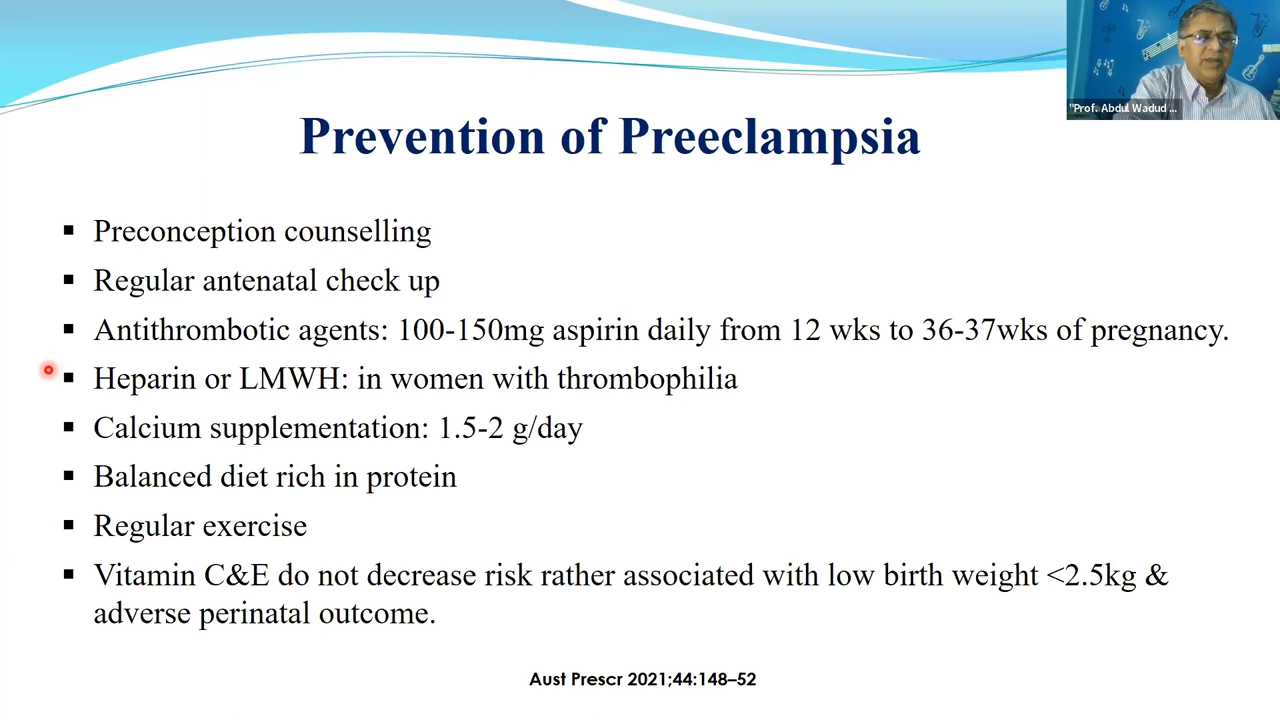 "Prof. Abdul Wadud ...
Prevention of Preeclampsia
▪ Preconception counselling
▪ Regular antenatal check up
▪ Antithrombotic agents: 100-150mg aspirin daily from 12 wks to 36-37wks of pregnancy.
▪ Heparin or LMWH: in women with thrombophilia
▪ Calcium supplementation: 1.5-2 g/day
▪ Balanced diet rich in protein
▪ Regular exercise
▪ Vitamin C&E do not decrease risk rather associated with low birth weight <2.5kg &
adverse perinatal outcome.
Aust Prescr 2021;44:148–52